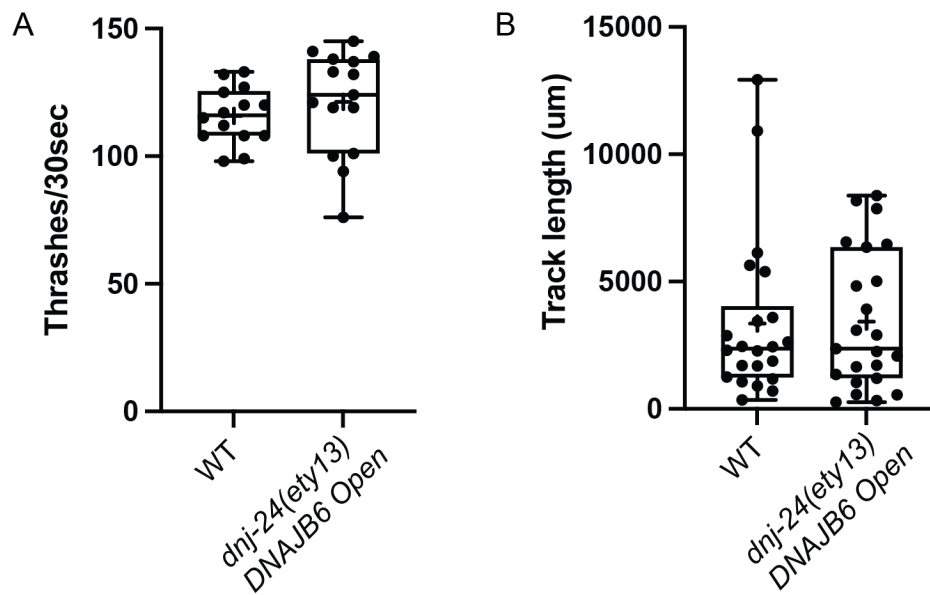 A
Thrashes/30sec
150
100
50
0
WT
dnj-24(ety13)
DNAJB6 Open
B
Track length (um)
15000
10000
5000
0
WT
dnj-24(ety13)
DNAJB6 Open